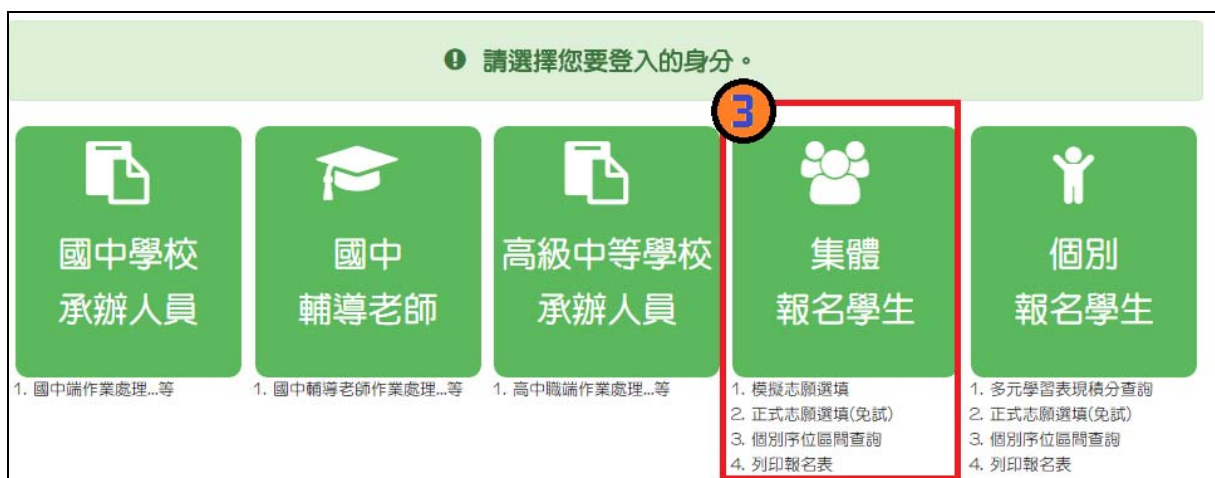 請選擇您要登入的身分。
3
國中學校
承辦人員
1. 國中端作業處理...等
國中
輔導老師
1. 國中輔導老師作業處理...等
高級中等學校
承辦人員
1. 高中職端作業處理...等
集體
報名學生
1. 模擬志願選填
2. 正式志願選填(免試)
3. 個別序位區間查詢
4. 列印報名表
個別
報名學生
1. 多元學習表現積分查詢
2. 正式志願選填(免試)
3. 個別序位區間查詢
4. 列印報名表